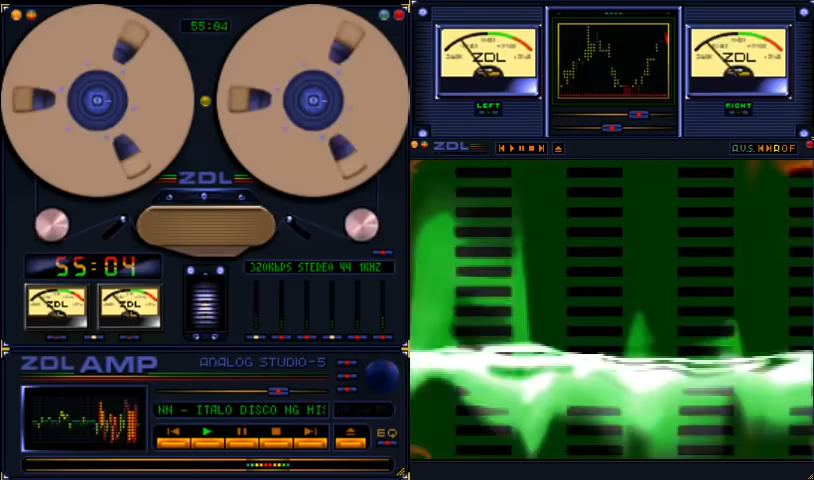 55:04
ZDL
LEFT
ZDL
RIGHT
ZDL
A.V.S.
ZDL
55:04
320KBPS STEREO 44 1KHZ
ZDL
ZDL
ZDL AMP
ANALOG STUDIO-5
NN - ITALO DISCO NG HIS
EQ